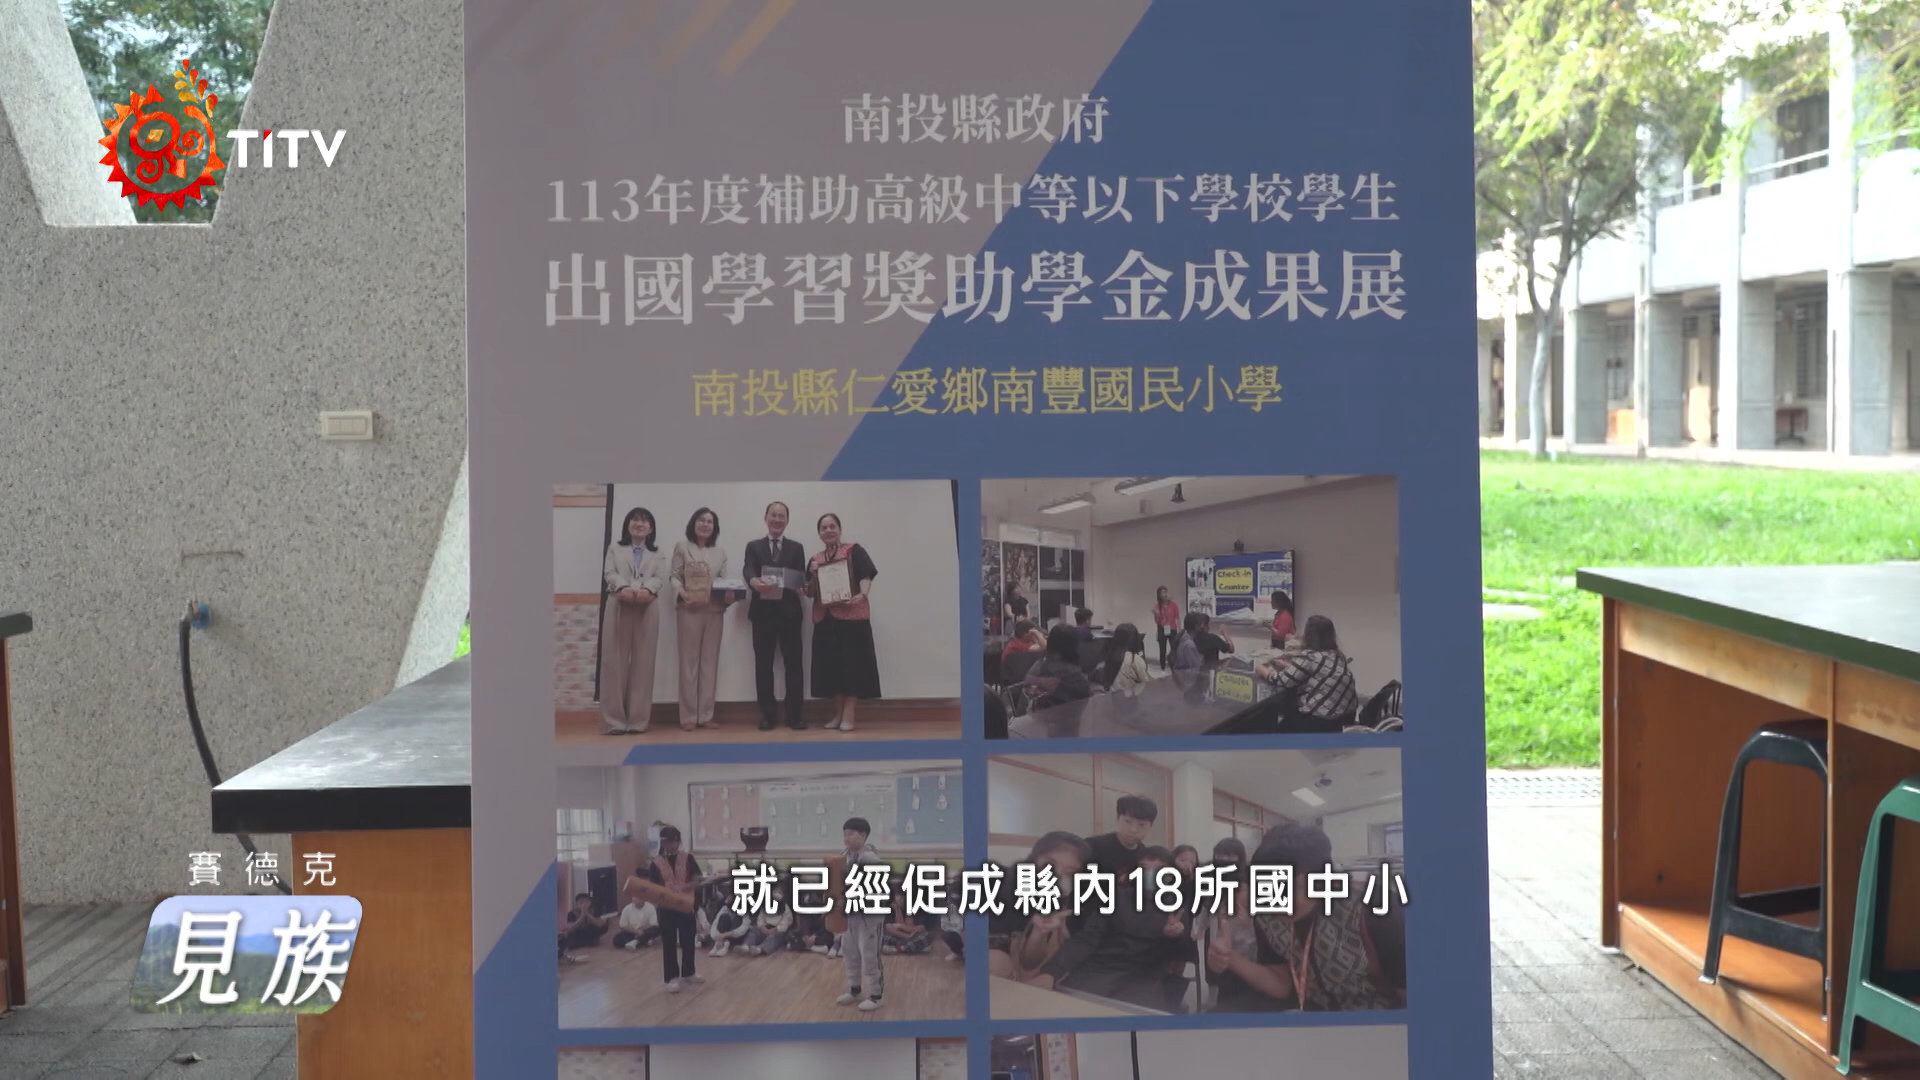 TiTV
南投縣政府
113年度補助高級中等以下學校學生
出國學習獎助學金成果展
南投縣仁愛鄉南豐國民小學
Check-in
Counter
就已經促成縣內18所國中小
賽德克
見族